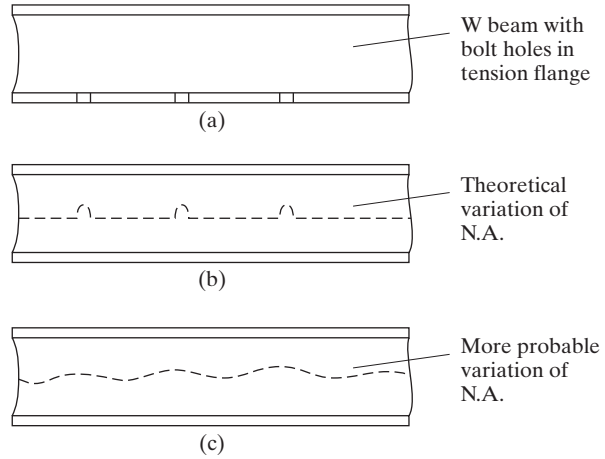 W beam with
bolt holes in
tension flange
(a)
Theoretical
variation of
N.A.
(b)
More probable
variation of
N.A.
(c)